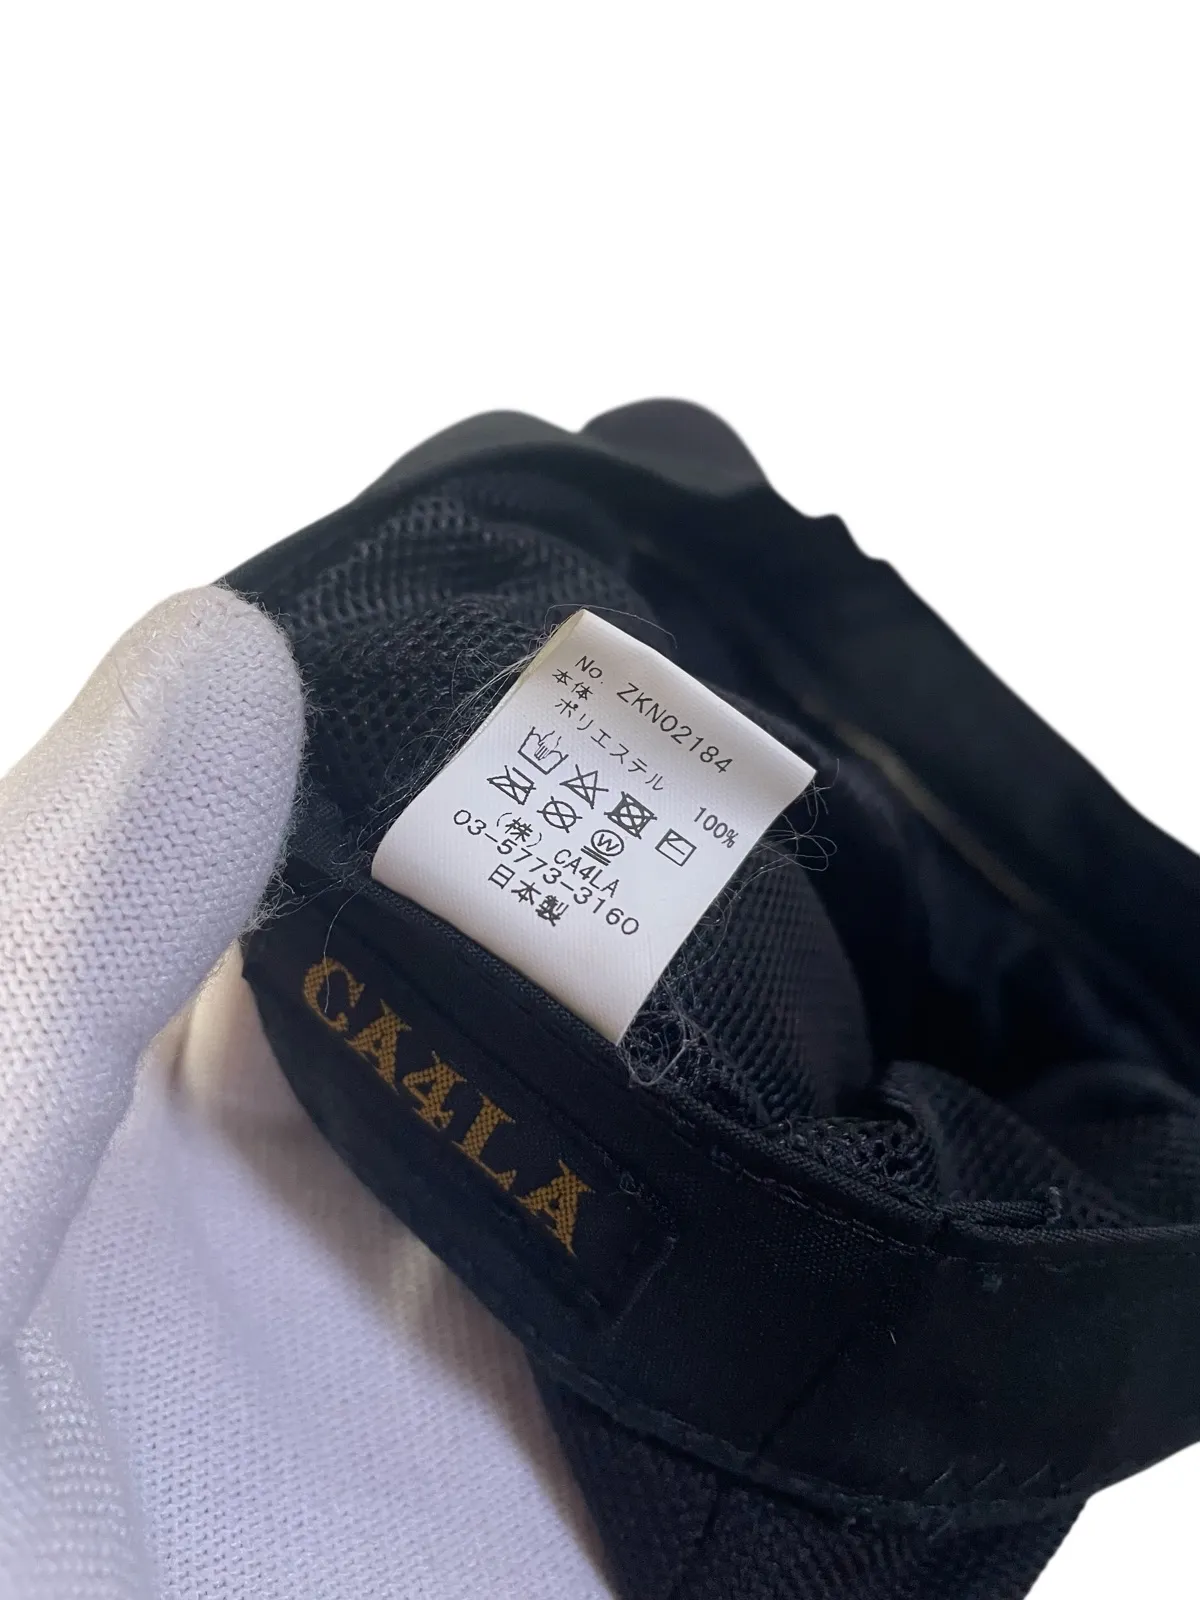 No. ZKN02184
本体
ポリエステル 100%
W
(株) CA4LA
03-5773-3160
日本製
CA4LA